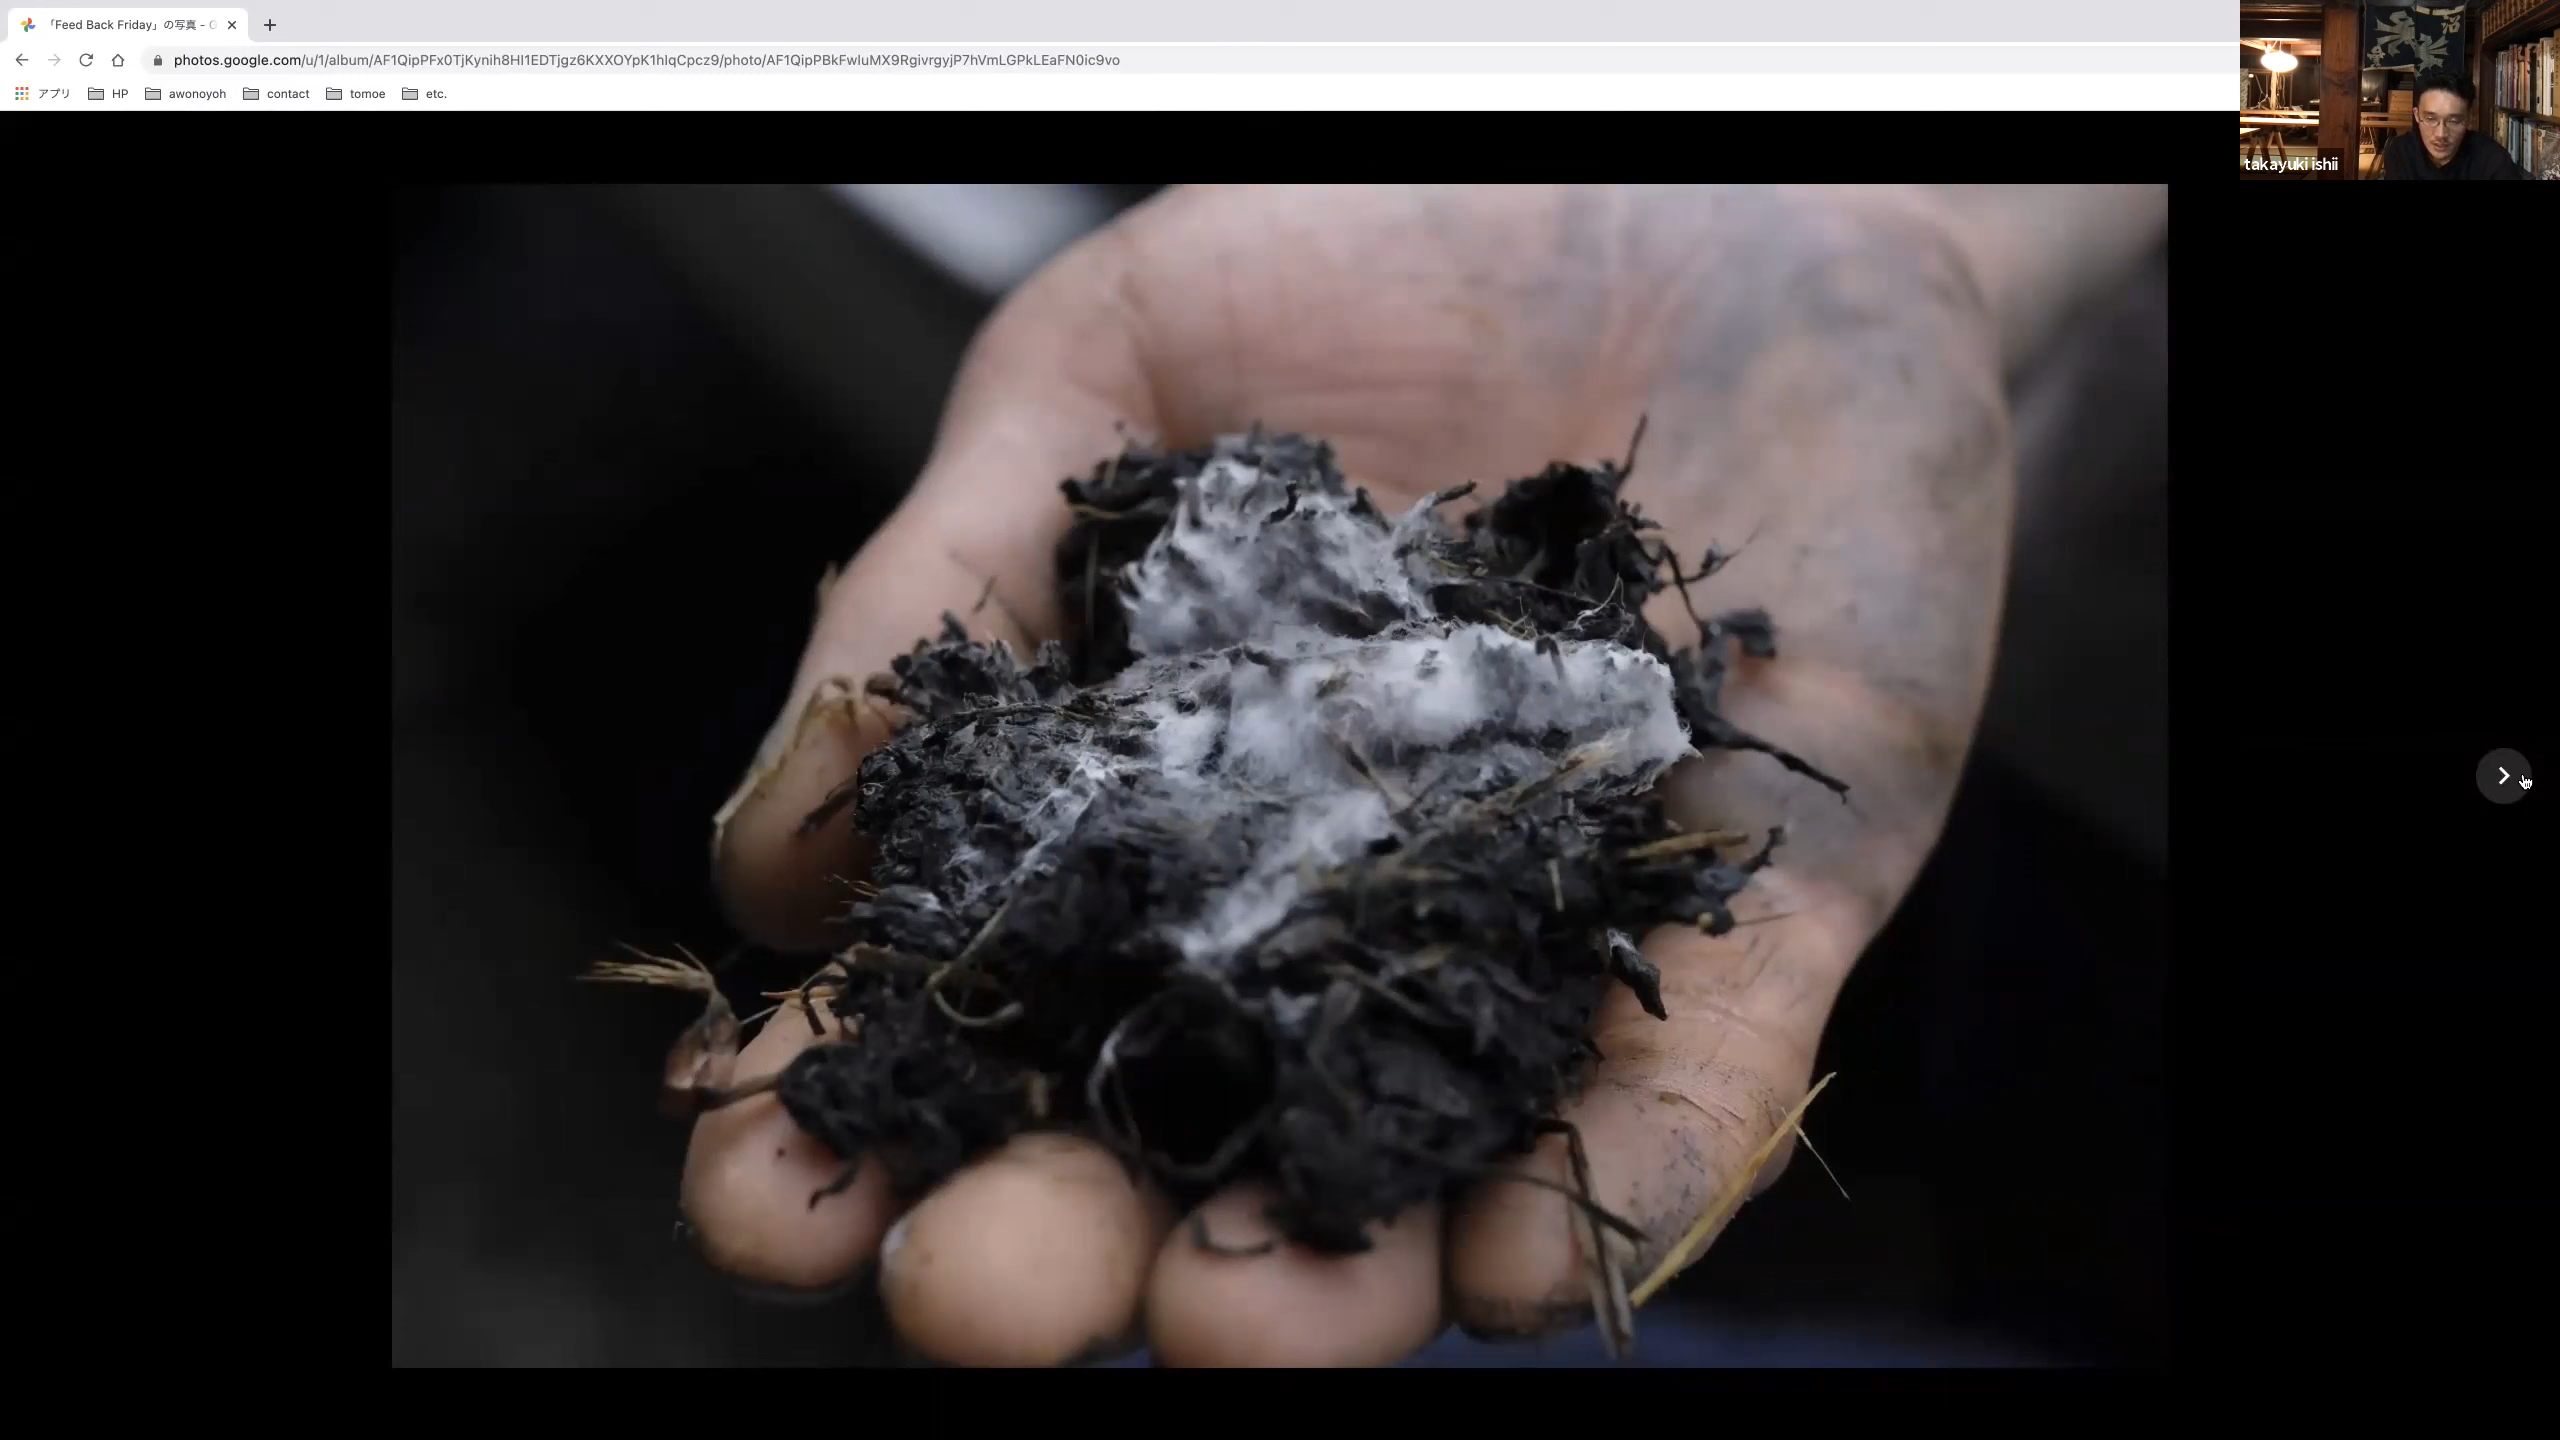 「Feed Back Friday」の写真 - G
photos.google.com/u/1/album/AF1QipPFx0TjKynih8HI1EDTjgz6KXXOYpK1hlqCpcz9/photo/AF1QipPBkFwIuMX9RgivrgyjP7hVmLGPkLEaFN0ic9vo
アプリ HP awonoyoh contact tomoe etc.
takayuki ishii